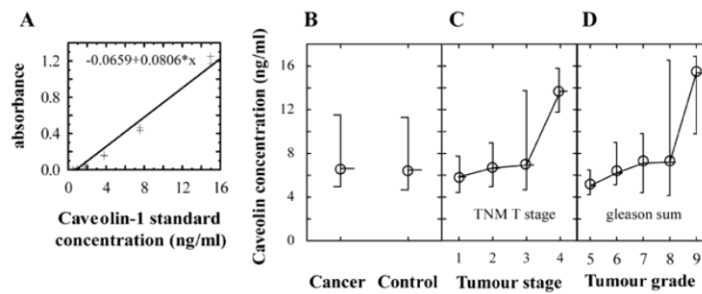 A
B
C
D
absorbance
1.2
0.8
0.4
0.0
-0.0659+0.0806*x
0 4 8 12 16
Caveolin-1 standard
concentration (ng/ml)
Caveolin concentration (ng/ml)
16
12
8
4
0
TNM T stage
gleason sum
1 2 3 4
5 6 7 8 9
Cancer Control
Tumour stage
Tumour grade